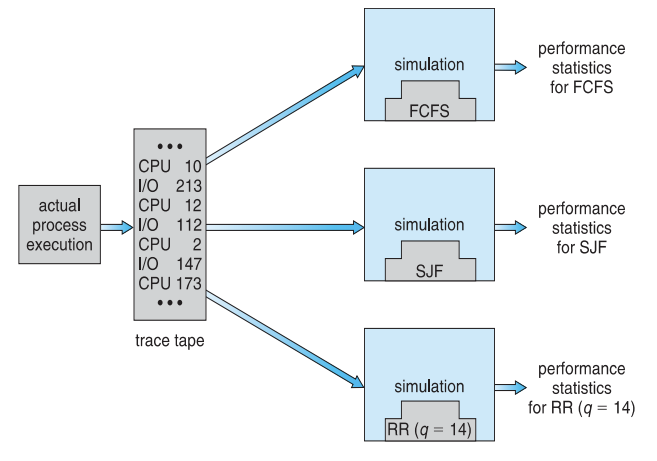 simulation
FCFS
performance
statistics
for FCFS
actual
process
execution
•••
CPU 10
I/O 213
CPU 12
I/O 112
CPU 2
I/O 147
CPU 173
•••
trace tape
simulation
SJF
performance
statistics
for SJF
simulation
RR (q = 14)
performance
statistics
for RR (q = 14)